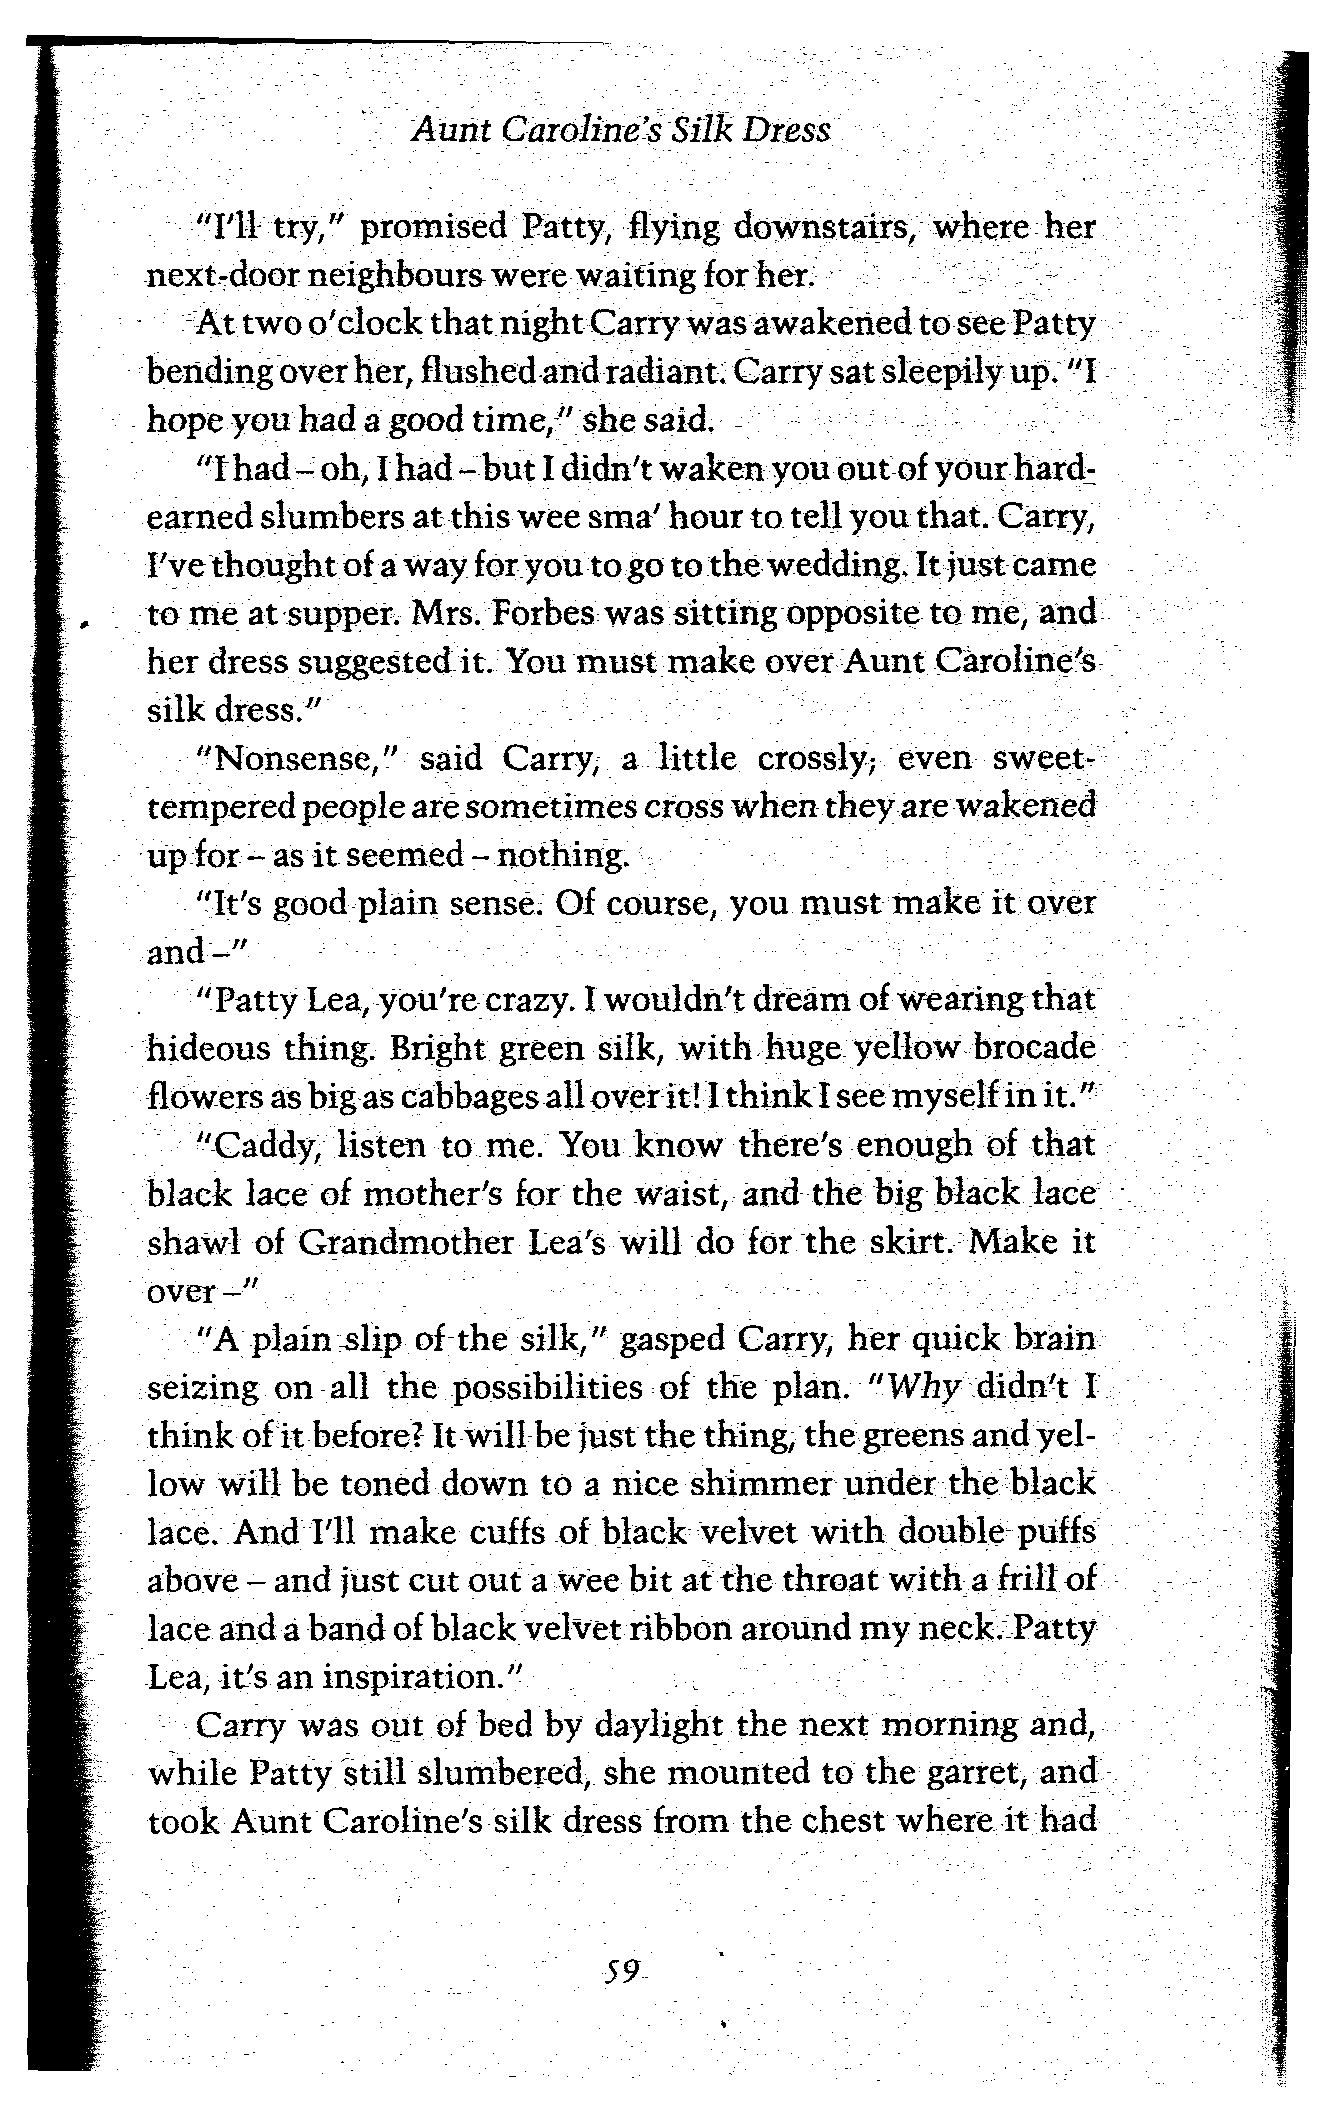 Aunt Caroline's Silk Dress
"I'll try," promised Patty, flying downstairs, where her
next-door neighbours were waiting for her.
At two o'clock that night Carry was awakened to see Patty
bending over her, flushed and radiant. Carry sat sleepily up. "I
hope you had a good time," she said.
"I had – oh, I had – but I didn't waken you out of your hard-
earned slumbers at this wee sma' hour to tell you that. Carry,
I've thought of a way for you to go to the wedding. It just came
to me at supper. Mrs. Forbes was sitting opposite to me, and
her dress suggested it. You must make over Aunt Caroline's
silk dress."
"Nonsense," said Carry, a little crossly; even sweet-
tempered people are sometimes cross when they are wakened
up for – as it seemed – nothing.
"It's good plain sense. Of course, you must make it over
and –"
"Patty Lea, you're crazy. I wouldn't dream of wearing that
hideous thing. Bright green silk, with huge yellow brocade
flowers as big as cabbages all over it! I think I see myself in it."
"Caddy, listen to me. You know there's enough of that
black lace of mother's for the waist, and the big black lace
shawl of Grandmother Lea's will do for the skirt. Make it
over –"
"A plain slip of the silk," gasped Carry, her quick brain
seizing on all the possibilities of the plan. "Why didn't I
think of it before? It will be just the thing, the greens and yel-
low will be toned down to a nice shimmer under the black
lace. And I'll make cuffs of black velvet with double puffs
above – and just cut out a wee bit at the throat with a frill of
lace and a band of black velvet ribbon around my neck. Patty
Lea, it's an inspiration."
Carry was out of bed by daylight the next morning and,
while Patty still slumbered, she mounted to the garret, and
took Aunt Caroline's silk dress from the chest where it had
59